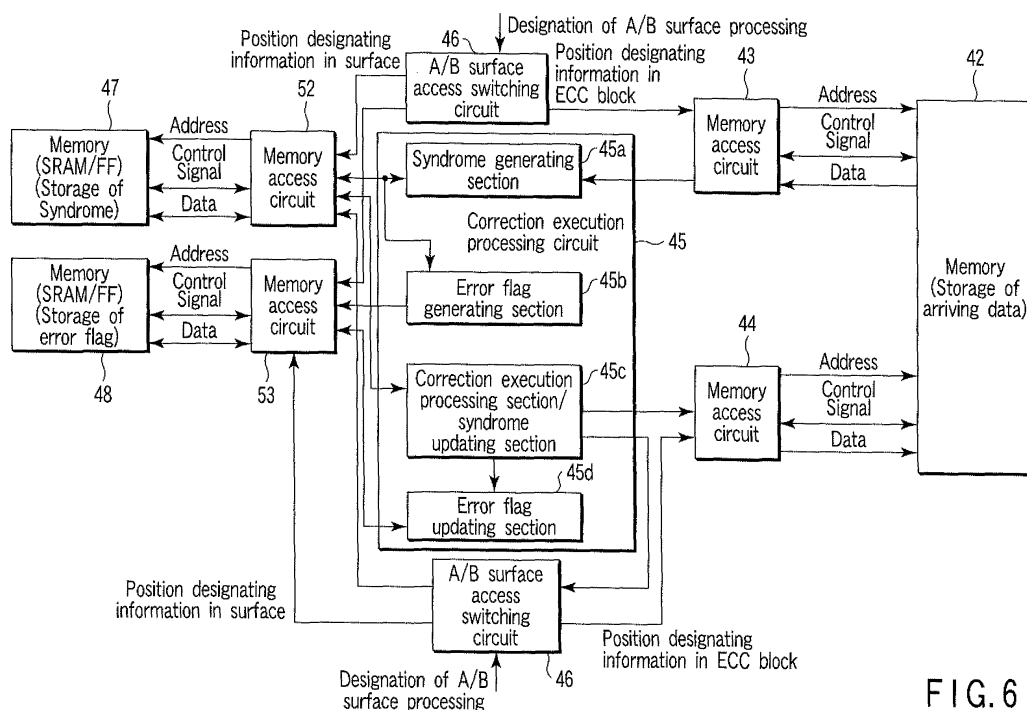 Designation of A/B surface processing
46
Position designating
information in surface
A/B surface
access switching
circuit
Position designating
information in
ECC block
43
42
47
52
Memory
(SRAM/FF)
(Storage of
Syndrome)
Address
Control
Signal
Data
Memory
access
circuit
45a
Syndrome generating
section
Memory
access
circuit
Address
Control
Signal
Data
Correction execution
processing circuit
45
Memory
(SRAM/FF)
(Storage of
error flag)
48
Address
Control
Signal
Data
Memory
access
circuit
53
45b
Error flag
generating section
Memory
(Storage of
arriving data)
45c
Correction execution
processing section/
syndrome
updating section
44
Memory
access
circuit
Address
Control
Signal
Data
45d
Error flag
updating section
Position designating
information in surface
A/B surface
access
switching
circuit
46
Position designating
information in ECC block
Designation of A/B
surface processing
FIG. 6